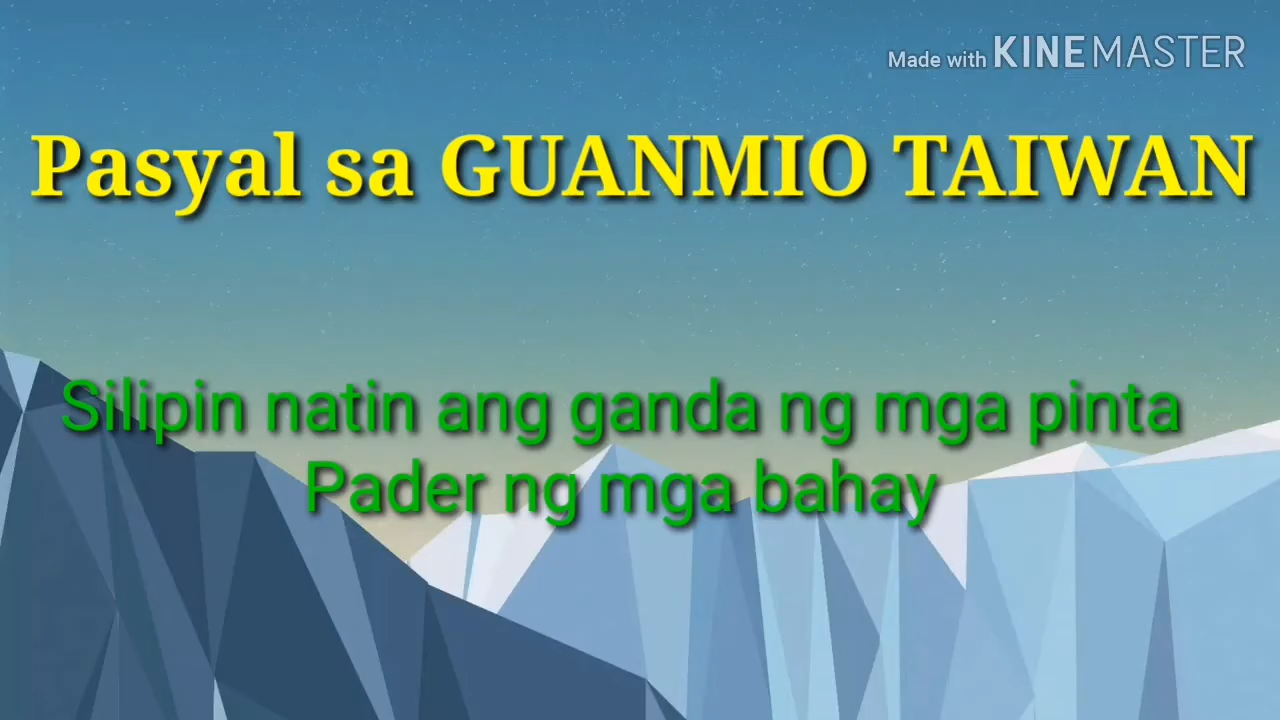 Made with KINEMASTER
Pasyal sa GUANMIO TAIWAN
Silipin natin ang ganda ng mga pinta
Pader ng mga bahay